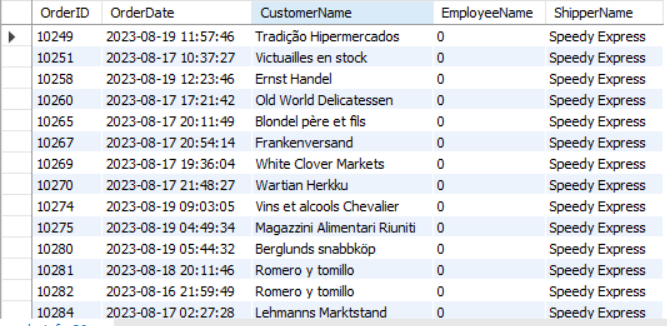 OrderID OrderDate CustomerName EmployeeName ShipperName
10249 2023-08-19 11:57:46 Tradição Hipermercados 0 Speedy Express
10251 2023-08-17 10:37:27 Victuailles en stock 0 Speedy Express
10258 2023-08-19 12:23:46 Ernst Handel 0 Speedy Express
10260 2023-08-17 17:21:42 Old World Delicatessen 0 Speedy Express
10265 2023-08-17 20:11:49 Blondel père et fils 0 Speedy Express
10267 2023-08-17 20:54:14 Frankenversand 0 Speedy Express
10269 2023-08-17 19:36:04 White Clover Markets 0 Speedy Express
10270 2023-08-17 21:48:27 Wartian Herkku 0 Speedy Express
10274 2023-08-19 09:03:05 Vins et alcools Chevalier 0 Speedy Express
10275 2023-08-19 04:49:34 Magazzini Alimentari Riuniti 0 Speedy Express
10280 2023-08-19 05:44:32 Berglunds snabbköp 0 Speedy Express
10281 2023-08-18 20:11:46 Romero y tomillo 0 Speedy Express
10282 2023-08-16 21:59:49 Romero y tomillo 0 Speedy Express
10284 2023-08-17 02:27:28 Lehmanns Marktstand 0 Speedy Express